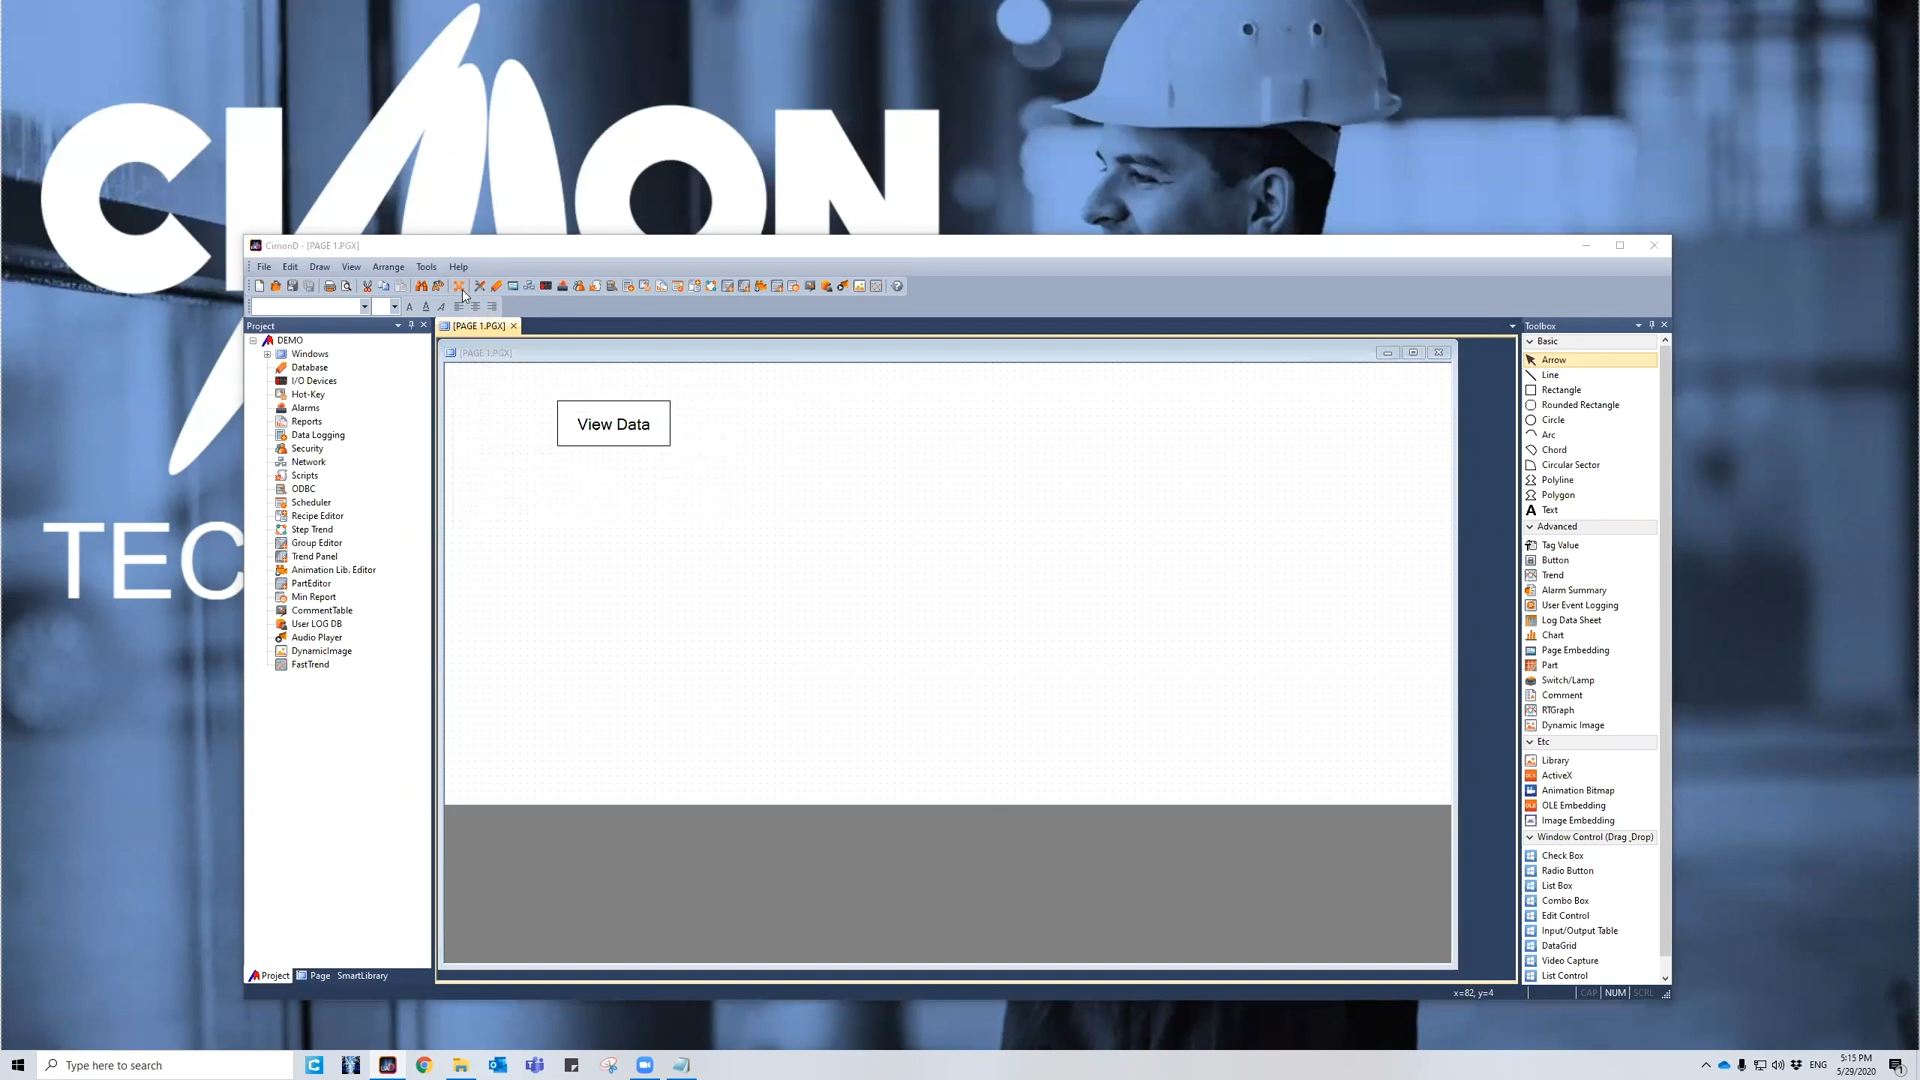 CIMON
TEC
CimonD - [PAGE 1.PGX]
File Edit Draw View Arrange Tools Help
Project
[PAGE 1.PGX]
Toolbox
DEMO
Windows
Database
I/O Devices
Hot-Key
Alarms
Reports
Data Logging
Security
Network
Scripts
ODBC
Scheduler
Recipe Editor
Step Trend
Group Editor
Trend Panel
Animation Lib. Editor
PartEditor
Min Report
CommentTable
User LOG DB
Audio Player
DynamicImage
FastTrend
Project Page SmartLibrary
[PAGE 1.PGX]
View Data
Basic
Arrow
Line
Rectangle
Rounded Rectangle
Circle
Arc
Chord
Circular Sector
Polyline
Polygon
Text
Advanced
Tag Value
Button
Trend
Alarm Summary
User Event Logging
Log Data Sheet
Chart
Page Embedding
Part
Switch/Lamp
Comment
RTGraph
Dynamic Image
Etc
Library
ActiveX
Animation Bitmap
OLE Embedding
Image Embedding
Window Control (Drag_Drop)
Check Box
Radio Button
List Box
Combo Box
Edit Control
Input/Output Table
DataGrid
Video Capture
List Control
x=82, y=4
CAP NUM SCRL
Type here to search
ENG
5:15 PM
5/29/2020